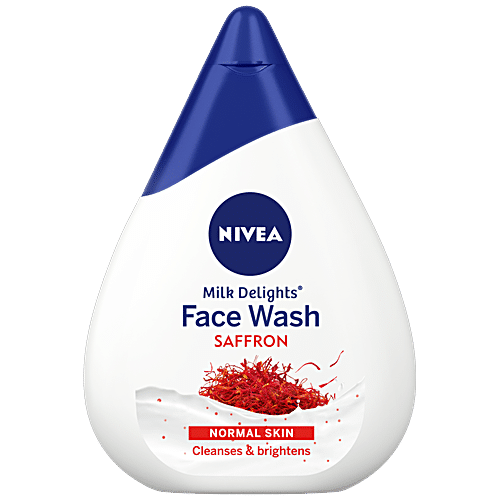 NIVEA
Milk Delights®
Face Wash
SAFFRON
NORMAL SKIN
Cleanses & brightens